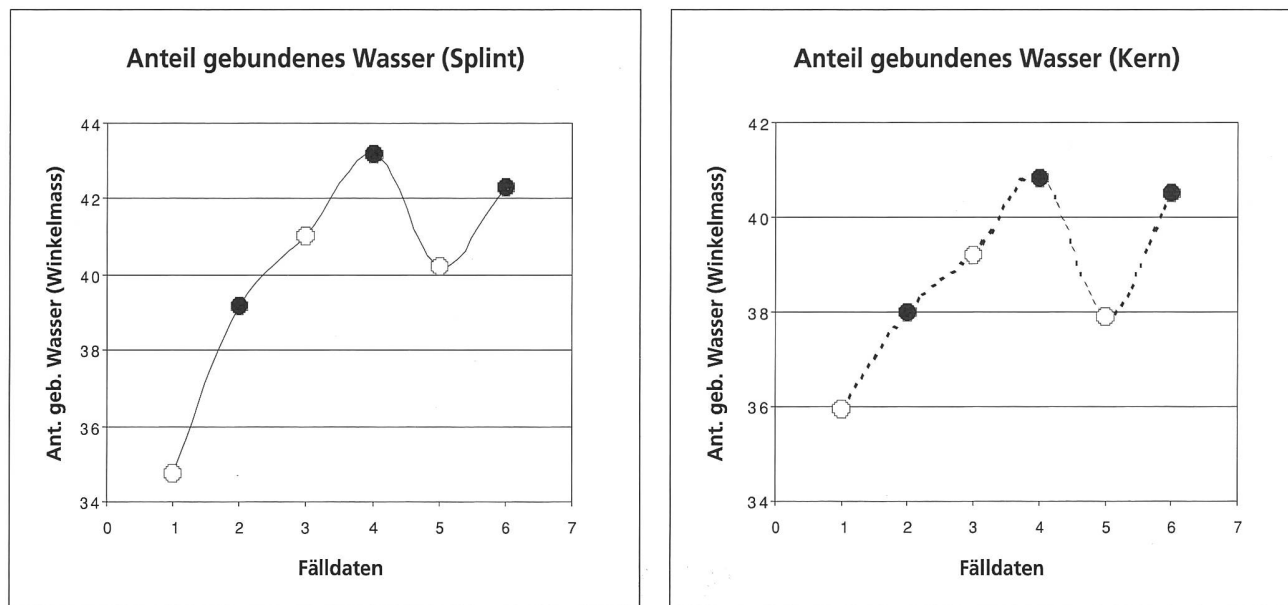 Anteil gebundenes Wasser (Splint)
Ant. geb. Wasser (Winkelmass)
44
42
40
38
36
34
0 1 2 3 4 5 6 7
Fälldaten
Anteil gebundenes Wasser (Kern)
Ant. geb. Wasser (Winkelmass)
42
40
38
36
34
0 1 2 3 4 5 6 7
Fälldaten